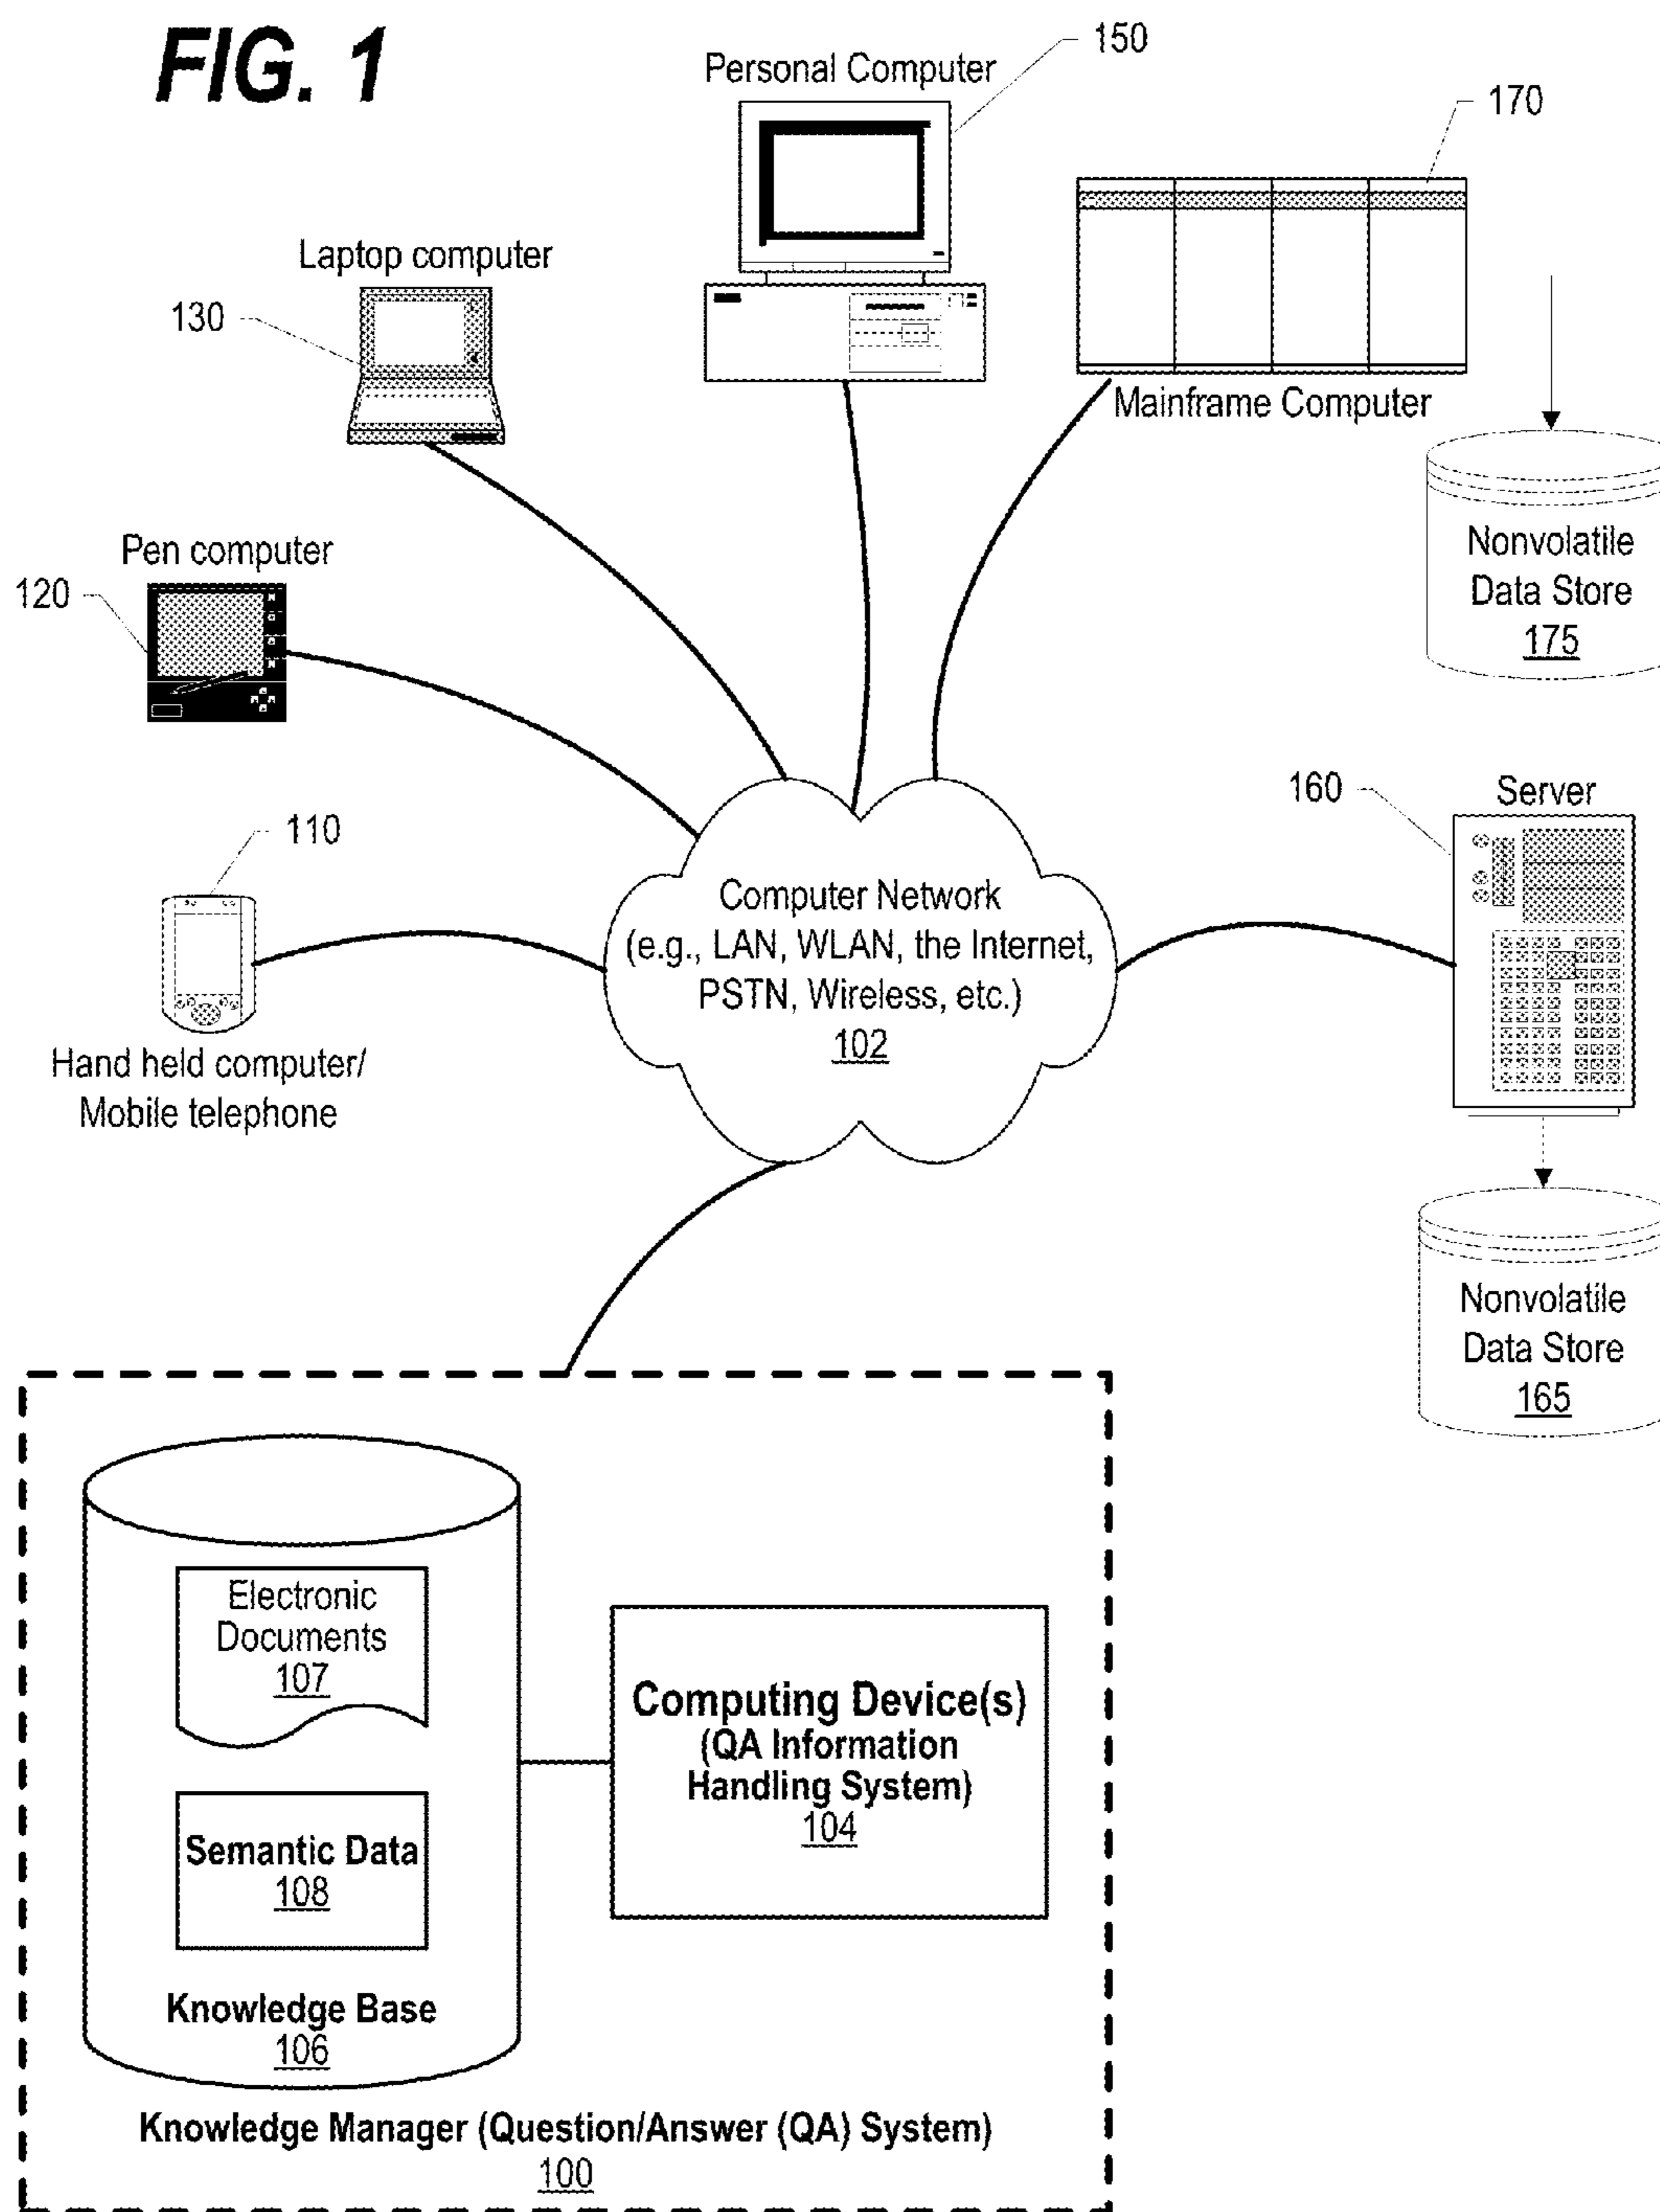 FIG. 1
150
Personal Computer
170
Laptop computer
130
Mainframe Computer
Nonvolatile
Data Store
175
Pen computer
120
160
Server
110
Computer Network
(e.g., LAN, WLAN, the Internet,
PSTN, Wireless, etc.)
102
Hand held computer/
Mobile telephone
Nonvolatile
Data Store
165
Electronic
Documents
107
Computing Device(s)
(QA Information
Handling System)
104
Semantic Data
108
Knowledge Base
106
Knowledge Manager (Question/Answer (QA) System)
100